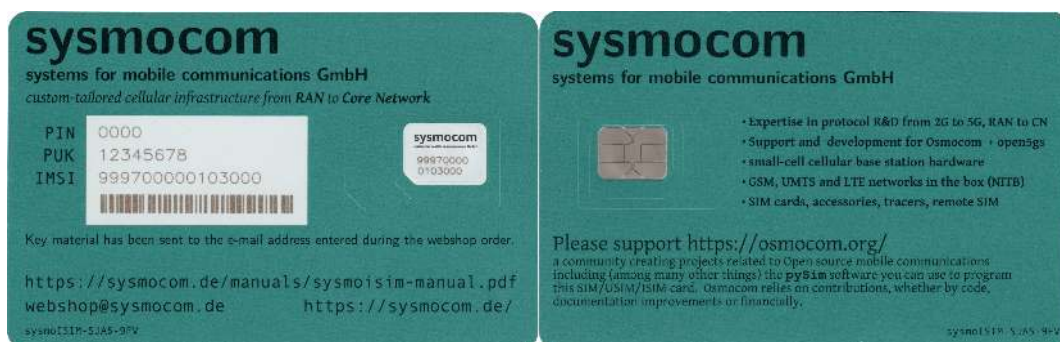 sysmocom
systems for mobile communications GmbH
custom-tailored cellular infrastructure from RAN to Core Network
PIN 0000
PUK 12345678
IMSI 999700000103000
sysmocom
99970000
0103000
Key material has been sent to the e-mail address entered during the webshop order.
https://sysmocom.de/manuals/sysmoisim-manual.pdf
webshop@sysmocom.de https://sysmocom.de/
sysmoISIM-SJA5-9FV
sysmocom
systems for mobile communications GmbH
• Expertise in protocol R&D from 2G to 5G, RAN to CN
• Support and development for Osmocom + open5gs
• small-cell cellular base station hardware
• GSM, UMTS and LTE networks in the box (NITB)
• SIM cards, accessories, tracers, remote SIM
Please support https://osmocom.org/
a community creating projects related to Open source mobile communications
including (among many other things) the pySim software you can use to program
this SIM/USIM/ISIM card. Osmocom relies on contributions, whether by code,
documentation improvements or financially.
sysmoISIM-SJA5-9FV